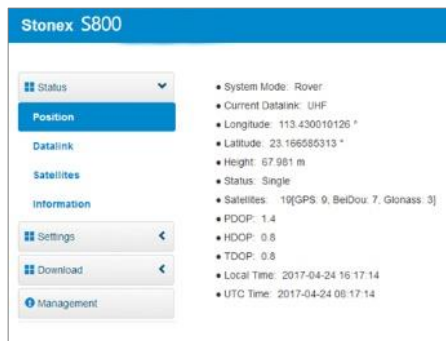 Stonex S800
Status
Position
Datalink
Satellites
Information
Settings
Download
Management
System Mode: Rover
Current Datalink: UHF
Longitude: 113.430010126 °
Latitude: 23.166585313 °
Height: 67.981 m
Status: Single
Satellites: 19[GPS: 9, BeiDou: 7, Glonass: 3]
PDOP: 1.4
HDOP: 0.8
TDOP: 0.8
Local Time: 2017-04-24 16:17:14
UTC Time: 2017-04-24 08:17:14